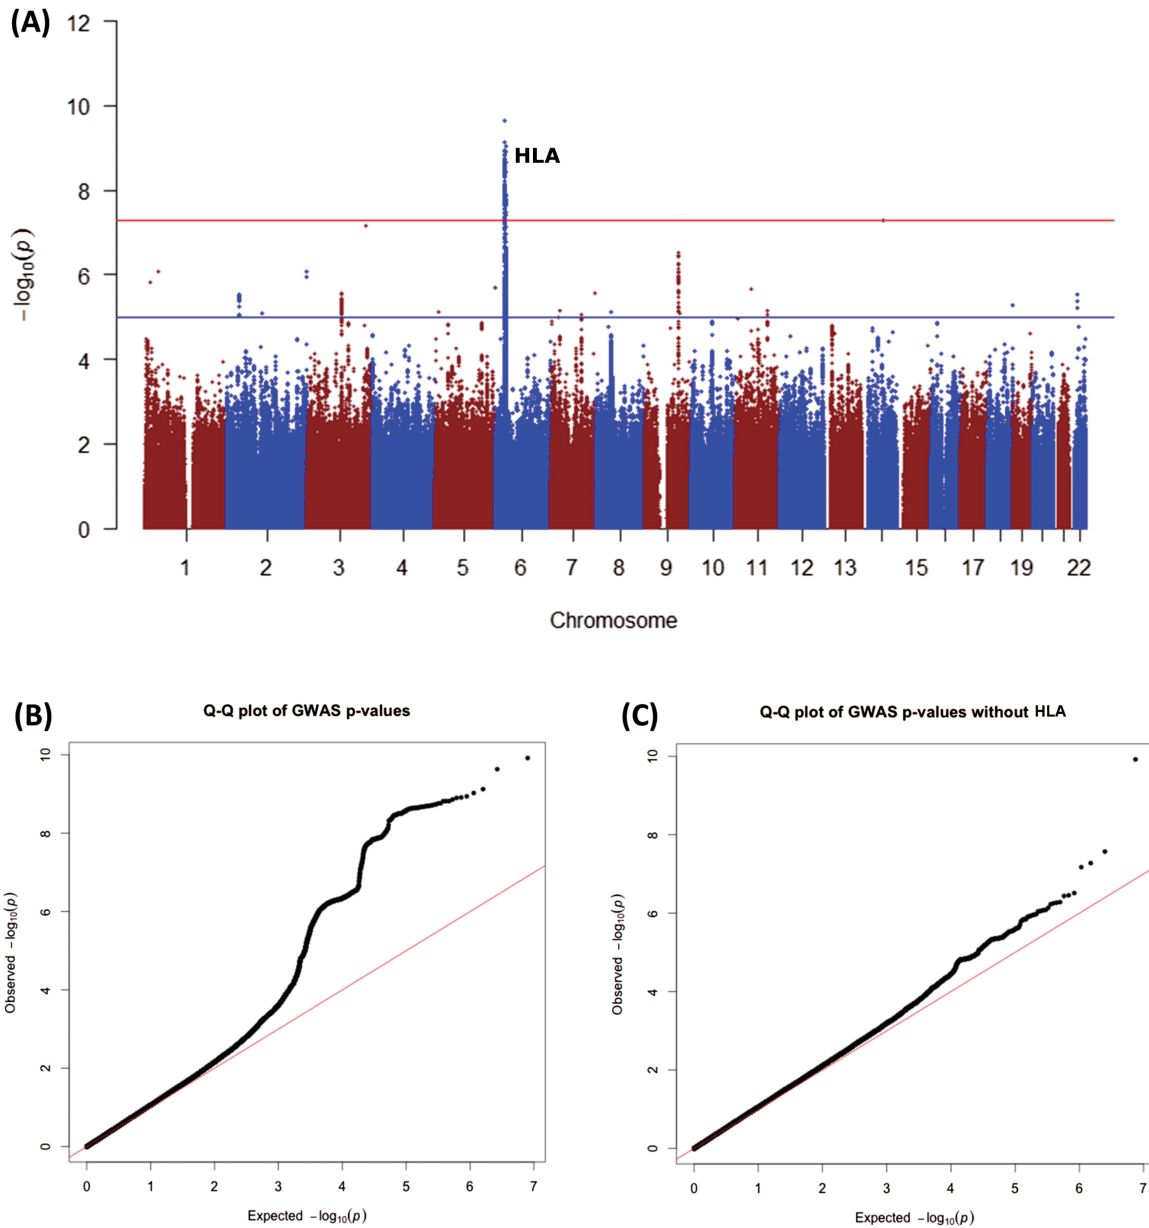 (A)
12
10
8
6
4
2
0
−log10(p)
HLA
1 2 3 4 5 6 7 8 9 10 11 12 13 15 17 19 22
Chromosome
(B)
Q-Q plot of GWAS p-values
10
8
6
4
2
0
Observed −log10(p)
0 1 2 3 4 5 6 7
Expected −log10(p)
(C)
Q-Q plot of GWAS p-values without HLA
10
8
6
4
2
0
Observed −log10(p)
0 1 2 3 4 5 6 7
Expected −log10(p)